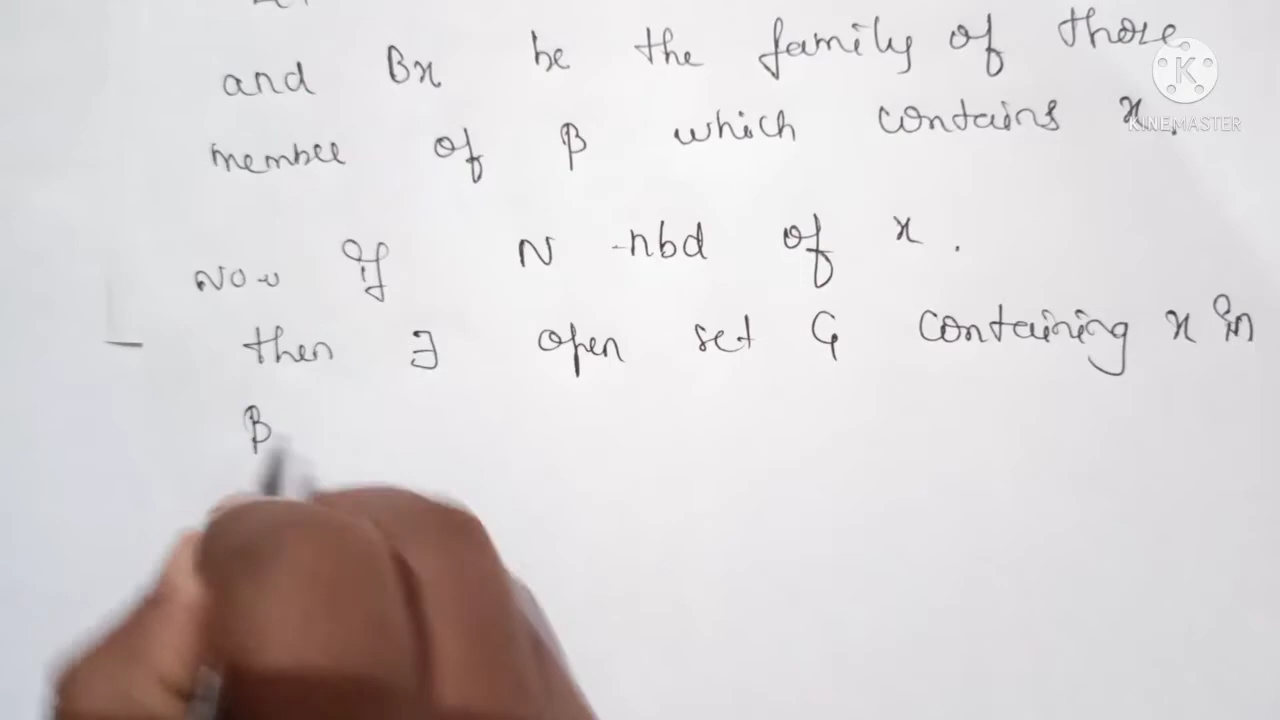 and Bx be the family of those
member of β which contains x.
Now if N nbd of x.
then ∃ open set G containing x in
β
K
KINEMASTER